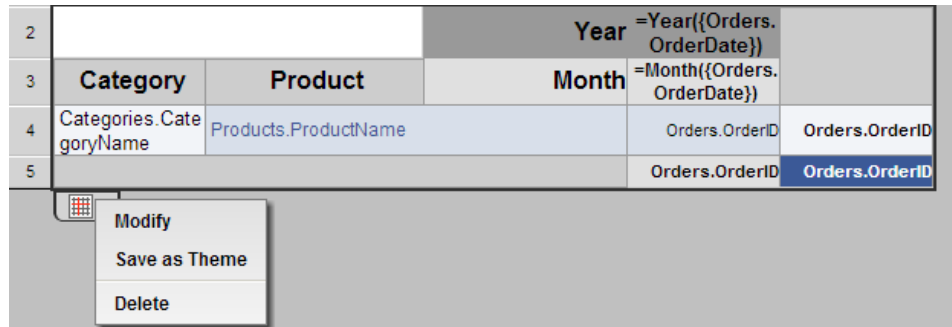 2 Year =Year({Orders.
OrderDate})
3 Category Product Month =Month({Orders.
OrderDate})
4 Categories.Cate Products.ProductName Orders.OrderID Orders.OrderID
goryName
5 Orders.OrderID Orders.OrderID
Modify
Save as Theme
Delete